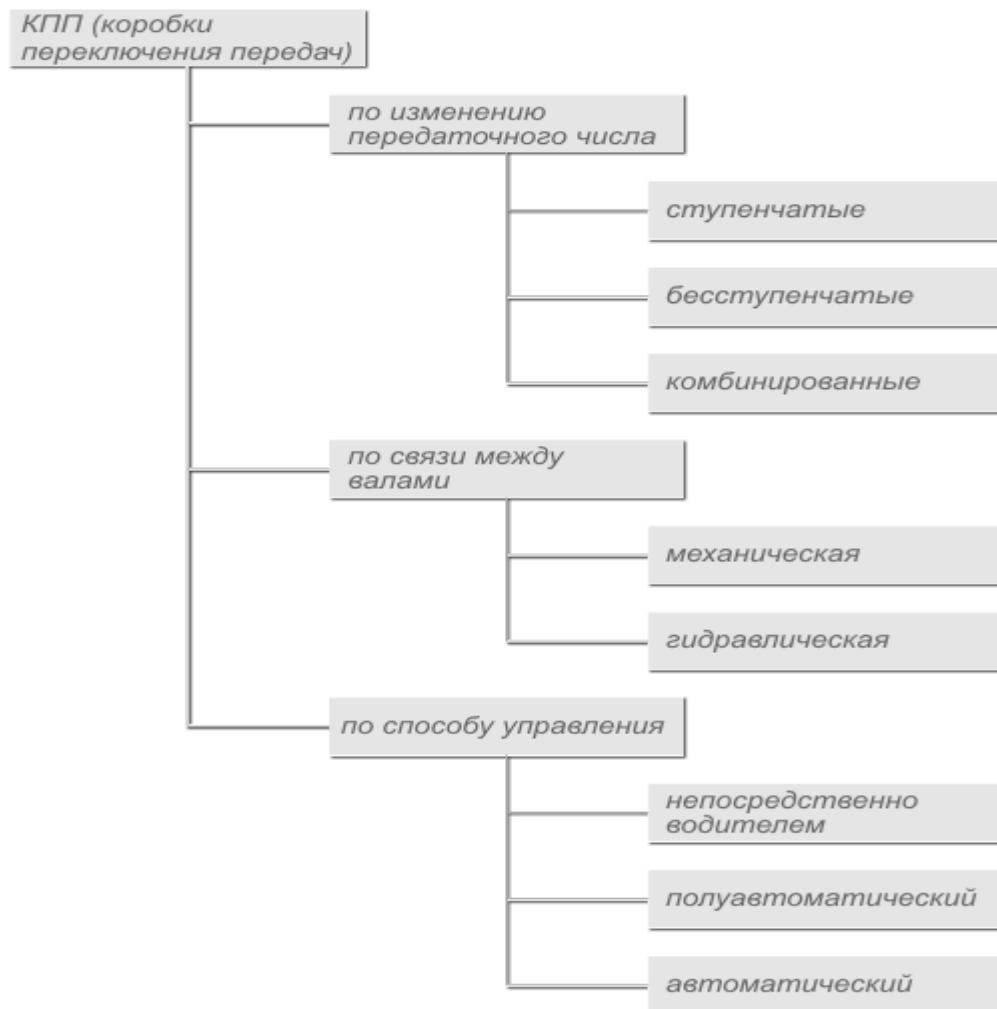 КПП (коробки
переключения передач)
по изменению
передаточного числа
ступенчатые
бесступенчатые
комбинированные
по связи между
валами
механическая
гидравлическая
по способу управления
непосредственно
водителем
полуавтоматический
автоматический